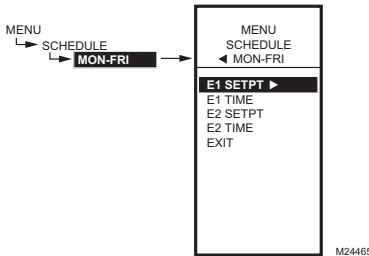 MENU
SCHEDULE
MON-FRI
MENU
SCHEDULE
◄ MON-FRI
E1 SETPT ►
E1 TIME
E2 SETPT
E2 TIME
EXIT
M24465